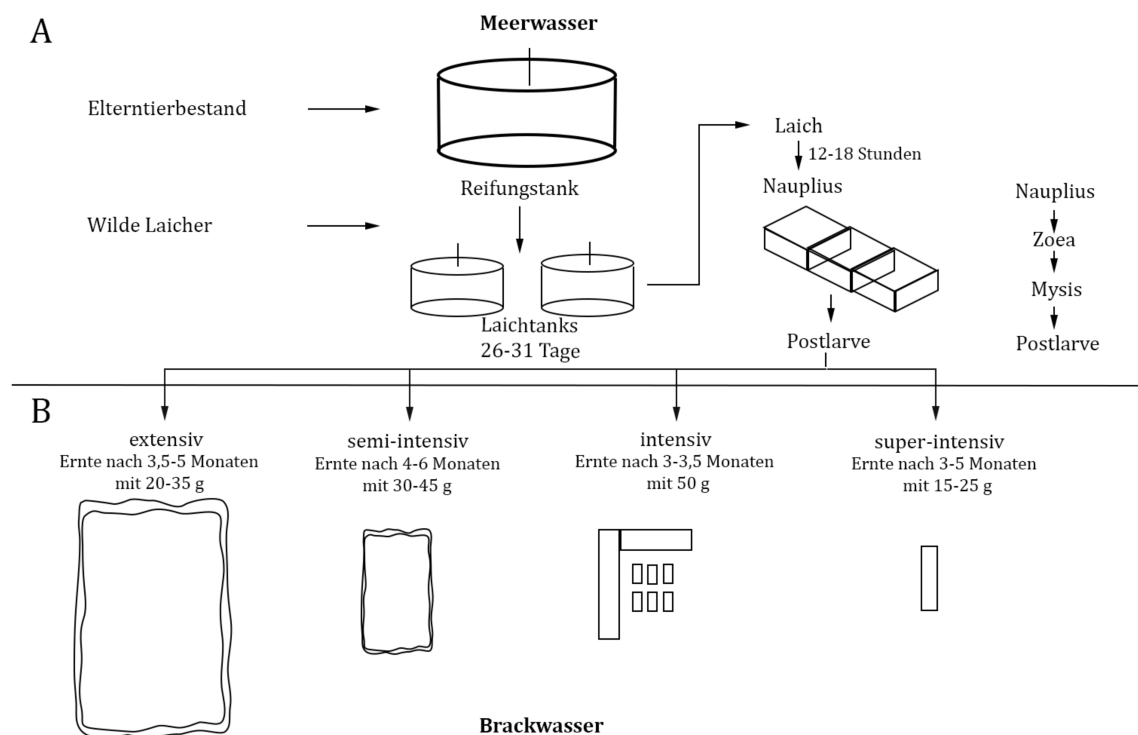 A
Meerwasser
Elterntierbestand
Reifungstank
Wilde Laicher
Laichtanks
26-31 Tage
Laich
12-18 Stunden
Nauplius
Postlarve
Nauplius
Zoea
Mysis
Postlarve
B
extensiv
Ernte nach 3,5-5 Monaten
mit 20-35 g
semi-intensiv
Ernte nach 4-6 Monaten
mit 30-45 g
intensiv
Ernte nach 3-3,5 Monaten
mit 50 g
super-intensiv
Ernte nach 3-5 Monaten
mit 15-25 g
Brackwasser